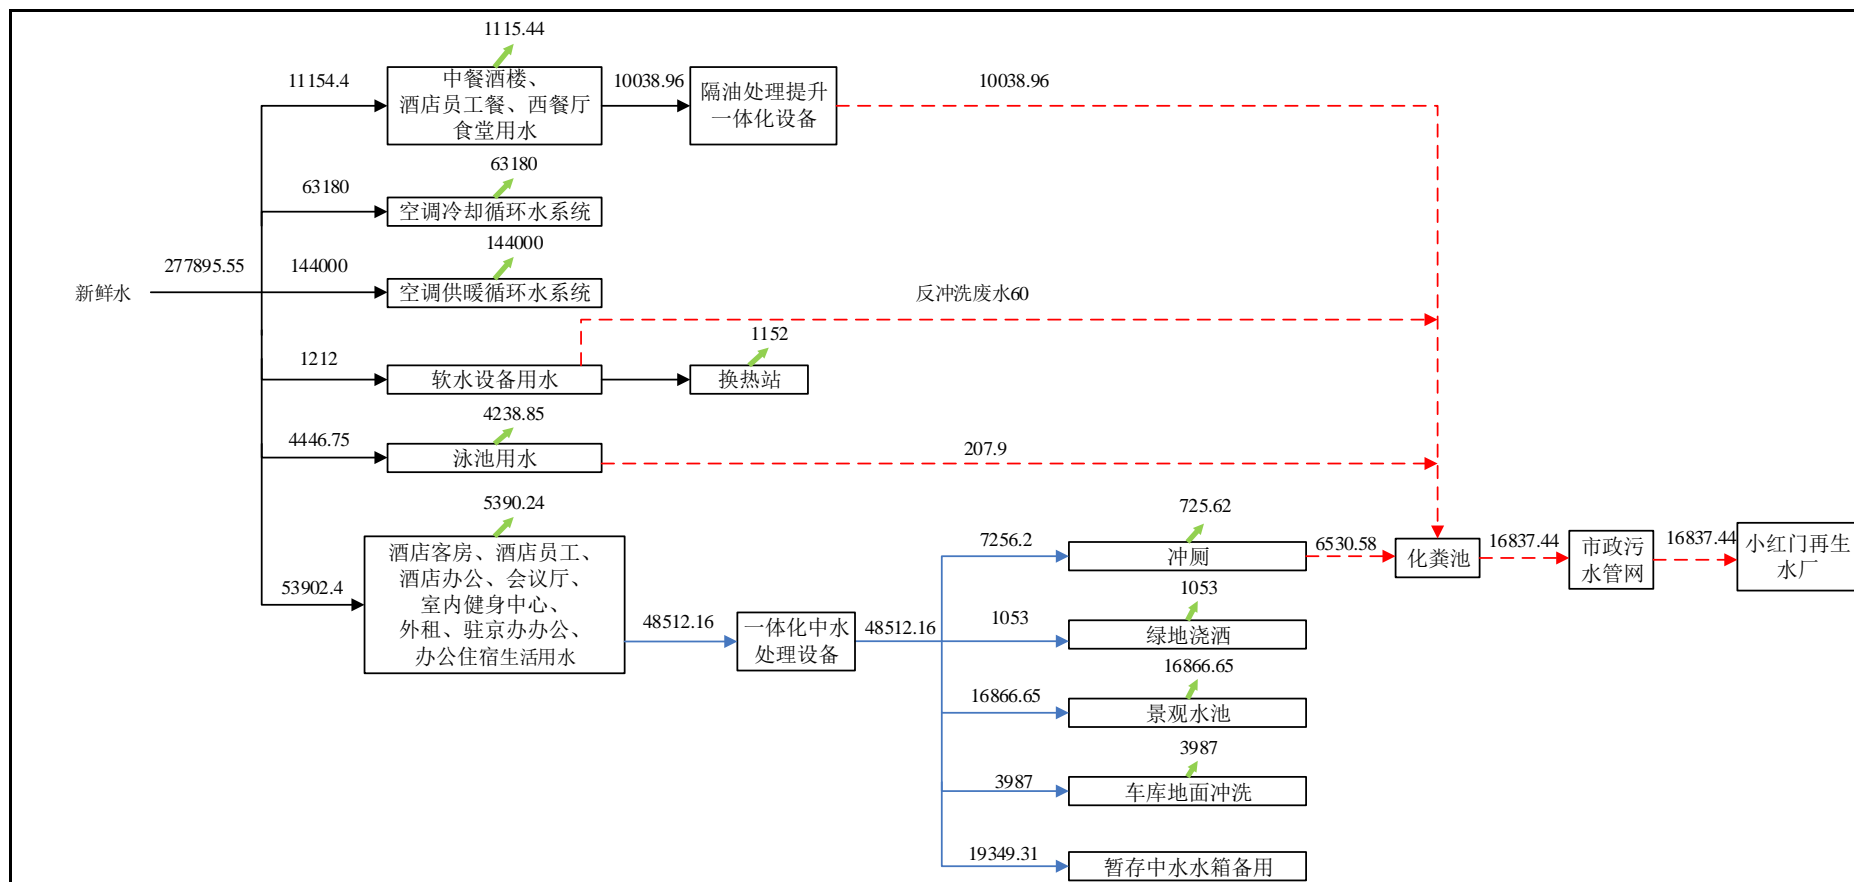 1115.44
11154.4
中餐酒楼、
酒店员工餐、西餐厅
食堂用水
10038.96
隔油处理提升
一体化设备
10038.96
63180
63180
空调冷却循环水系统
144000
新鲜水
277895.55
144000
空调供暖循环水系统
反冲洗废水60
1152
1212
软水设备用水
换热站
4238.85
4446.75
泳池用水
207.9
5390.24
53902.4
酒店客房、酒店员工、
酒店办公、会议厅、
室内健身中心、
外租、驻京办办公、
办公住宿生活用水
48512.16
一体化中水
处理设备
48512.16
725.62
7256.2
冲厕
6530.58
化粪池
16837.44
市政污
水管网
16837.44
小红门再生
水厂
1053
1053
绿地浇洒
16866.65
16866.65
景观水池
3987
3987
车库地面冲洗
19349.31
暂存中水水箱备用